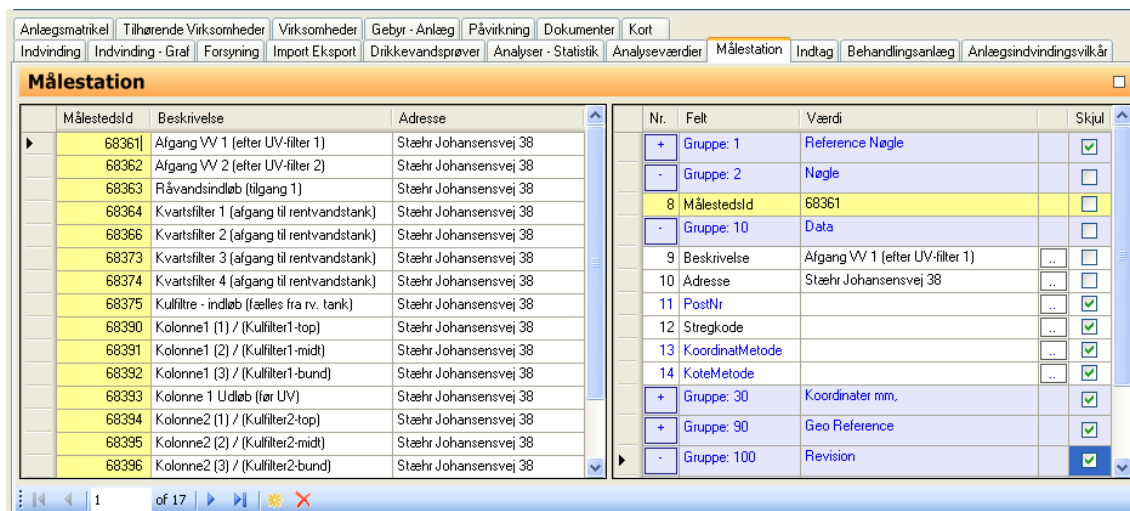 Anlægsmatrikel Tilhørende Virksomheder Virksomheder Gebyr - Anlæg Påvirkning Dokumenter Kort
Indvinding Indvinding - Graf Forsyning Import Eksport Drikkevandsprøver Analyser - Statistik Analyseværdier Målestation Indtag Behandlingsanlæg Anlægsindvindingsvilkår
Målestation
MålestedsId Beskrivelse Adresse
68361 Afgang VV 1 (efter UV-filter 1) Stæhr Johansensvej 38
68362 Afgang VV 2 (efter UV-filter 2) Stæhr Johansensvej 38
68363 Råvandsindløb (tilgang 1) Stæhr Johansensvej 38
68364 Kvartsfilter 1 (afgang til rentvandstank) Stæhr Johansensvej 38
68366 Kvartsfilter 2 (afgang til rentvandstank) Stæhr Johansensvej 38
68373 Kvartsfilter 3 (afgang til rentvandstank) Stæhr Johansensvej 38
68374 Kvartsfilter 4 (afgang til rentvandstank) Stæhr Johansensvej 38
68375 Kulfiltre - indløb (fælles fra rv. tank) Stæhr Johansensvej 38
68390 Kolonne1 (1) / (Kulfilter1-top) Stæhr Johansensvej 38
68391 Kolonne1 (2) / (Kulfilter1-midt) Stæhr Johansensvej 38
68392 Kolonne1 (3) / (Kulfilter1-bund) Stæhr Johansensvej 38
68393 Kolonne 1 Udløb (før UV) Stæhr Johansensvej 38
68394 Kolonne2 (1) / (Kulfilter2-top) Stæhr Johansensvej 38
68395 Kolonne2 (2) / (Kulfilter2-midt) Stæhr Johansensvej 38
68396 Kolonne2 (3) / (Kulfilter2-bund) Stæhr Johansensvej 38
Nr. Felt Værdi Skjul
+ Gruppe: 1 Reference Nøgle
- Gruppe: 2 Nøgle
8 MålestedsId 68361
- Gruppe: 10 Data
9 Beskrivelse Afgang VV 1 (efter UV-filter 1) ..
10 Adresse Stæhr Johansensvej 38 ..
11 PostNr ..
12 Stregkode ..
13 KoordinatMetode ..
14 KoteMetode ..
+ Gruppe: 30 Koordinater mm,
+ Gruppe: 90 Geo Reference
- Gruppe: 100 Revision
1 of 17